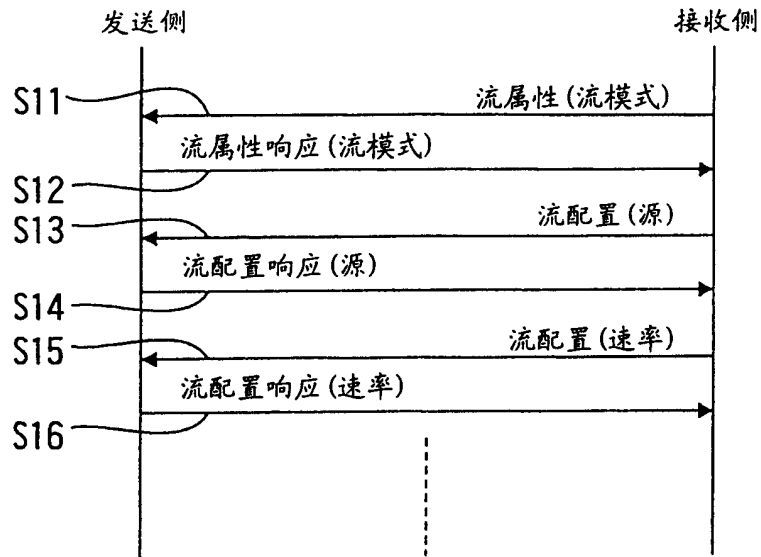 发送侧
接收侧
S11
流属性(流模式)
流属性响应(流模式)
S12
S13
流配置(源)
流配置响应(源)
S14
S15
流配置(速率)
流配置响应(速率)
S16